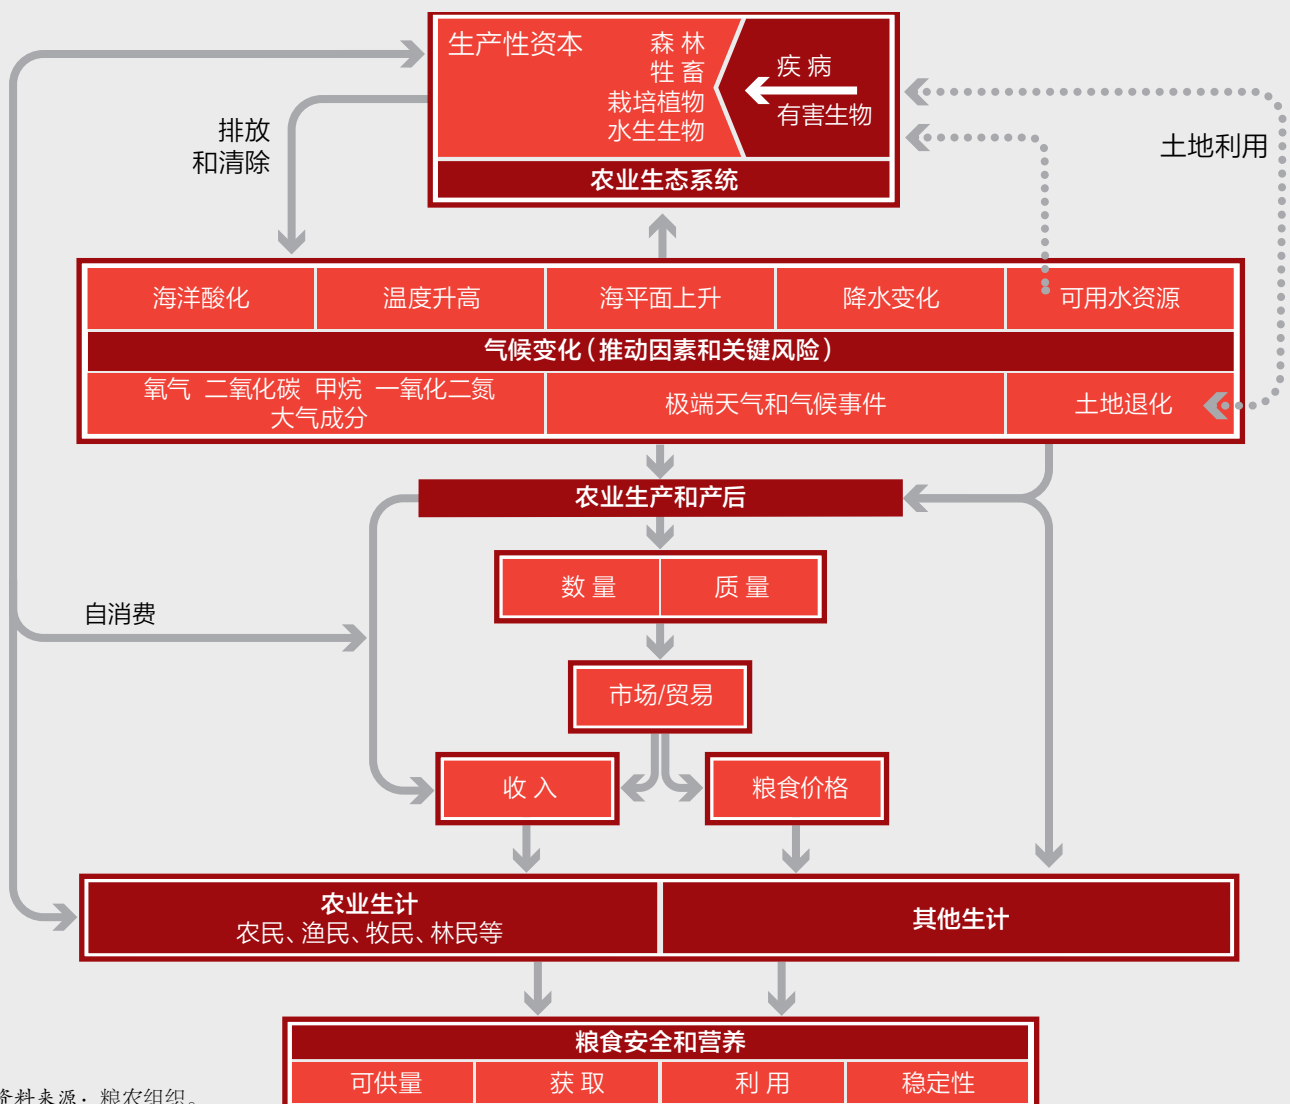 生产性资本
森 林
牲 畜
栽培植物
水生生物
疾 病
有害生物
农业生态系统
排放
和清除
土地利用
海洋酸化
温度升高
海平面上升
降水变化
可用水资源
气候变化（推动因素和关键风险）
氧气 二氧化碳 甲烷 一氧化二氮
大气成分
极端天气和气候事件
土地退化
农业生产和产后
数 量
质 量
自消费
市场/贸易
收 入
粮食价格
农业生计
农民、渔民、牧民、林民等
其他生计
粮食安全和营养
可供量
获 取
利 用
稳定性
资料来源：粮农组织。